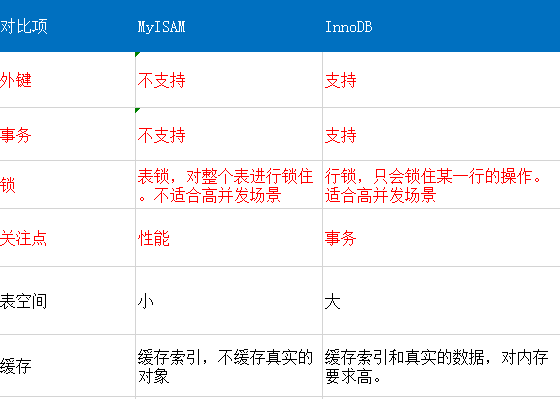 对比项 MyISAM InnoDB
外键 不支持 支持
事务 不支持 支持
锁 表锁，对整个表进行锁住。不适合高并发场景 行锁，只会锁住某一行的操作。适合高并发场景
关注点 性能 事务
表空间 小 大
缓存 缓存索引，不缓存真实的对象 缓存索引和真实的数据，对内存要求高。